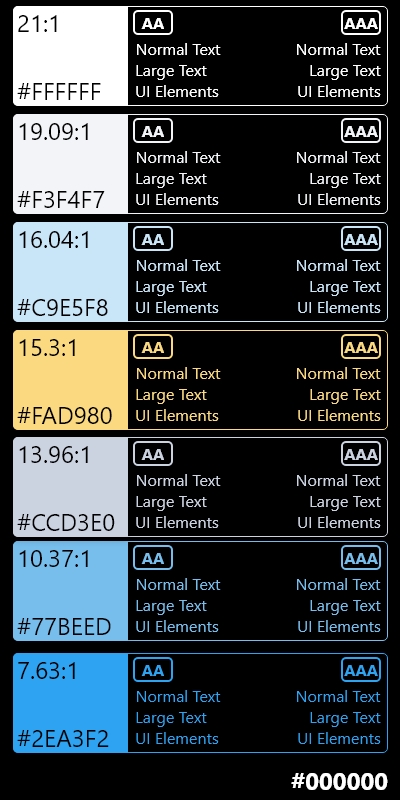 21:1 AA AAA
Normal Text Normal Text
Large Text Large Text
#FFFFFF UI Elements UI Elements
19.09:1 AA AAA
Normal Text Normal Text
Large Text Large Text
#F3F4F7 UI Elements UI Elements
16.04:1 AA AAA
Normal Text Normal Text
Large Text Large Text
#C9E5F8 UI Elements UI Elements
15.3:1 AA AAA
Normal Text Normal Text
Large Text Large Text
#FAD980 UI Elements UI Elements
13.96:1 AA AAA
Normal Text Normal Text
Large Text Large Text
#CCD3E0 UI Elements UI Elements
10.37:1 AA AAA
Normal Text Normal Text
Large Text Large Text
#77BEED UI Elements UI Elements
7.63:1 AA AAA
Normal Text Normal Text
Large Text Large Text
#2EA3F2 UI Elements UI Elements
#000000